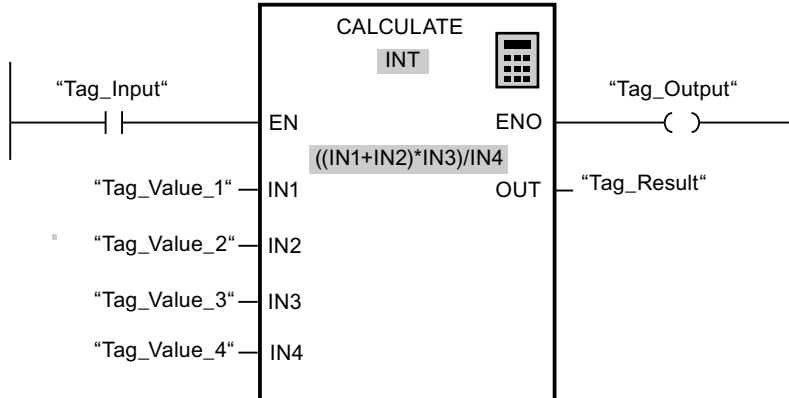 CALCULATE
INT
“Tag_Input“
“Tag_Output“
EN
ENO
((IN1+IN2)*IN3)/IN4
“Tag_Value_1“
IN1
OUT
“Tag_Result“
“Tag_Value_2“
IN2
“Tag_Value_3“
IN3
“Tag_Value_4“
IN4